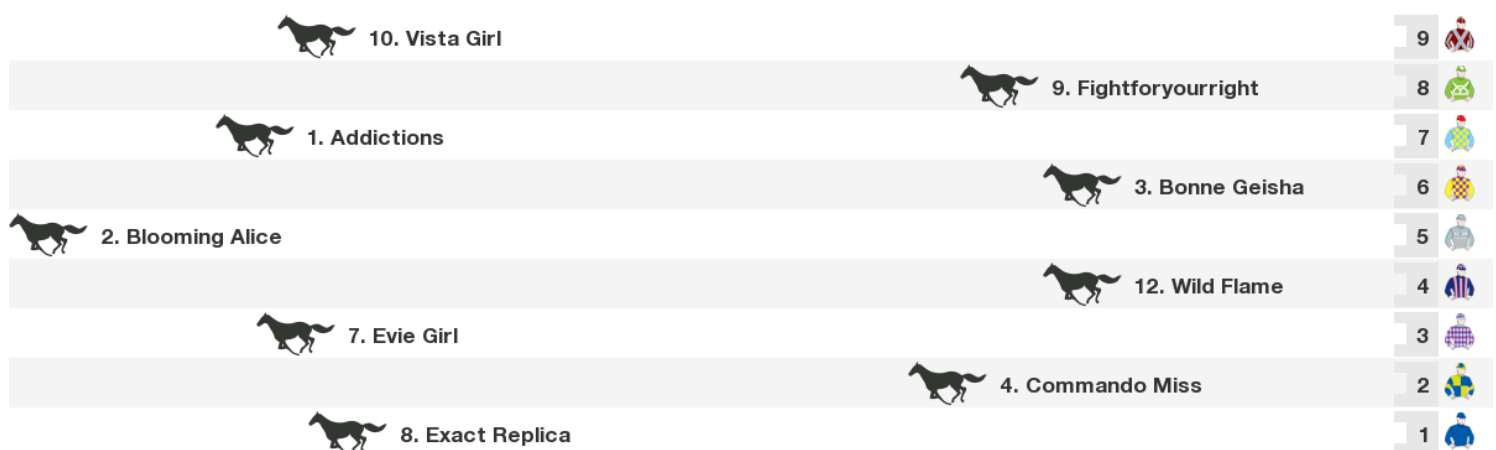 10. Vista Girl 9
9. Fightforyourright 8
1. Addictions 7
3. Bonne Geisha 6
2. Blooming Alice 5
12. Wild Flame 4
7. Evie Girl 3
4. Commando Miss 2
8. Exact Replica 1